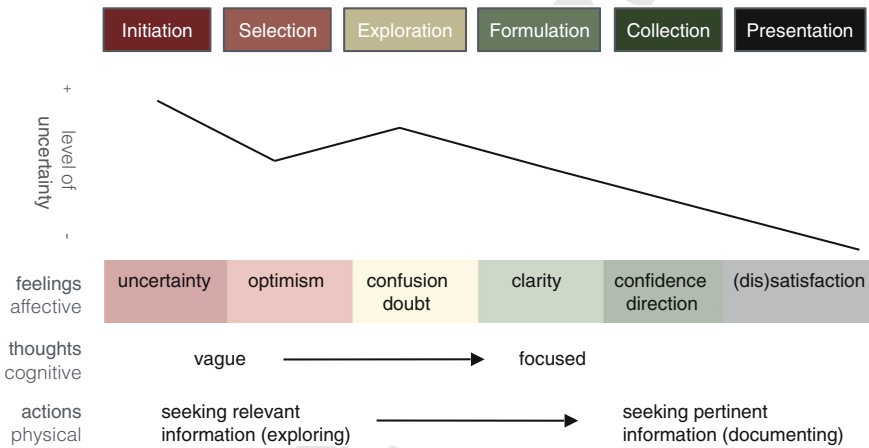 Initiation Selection Exploration Formulation Collection Presentation
+
level of
uncertainty
-
feelings uncertainty optimism confusion clarity confidence (dis)satisfaction
affective doubt direction
thoughts vague focused
cognitive
actions seeking relevant seeking pertinent
physical information (exploring) information (documenting)